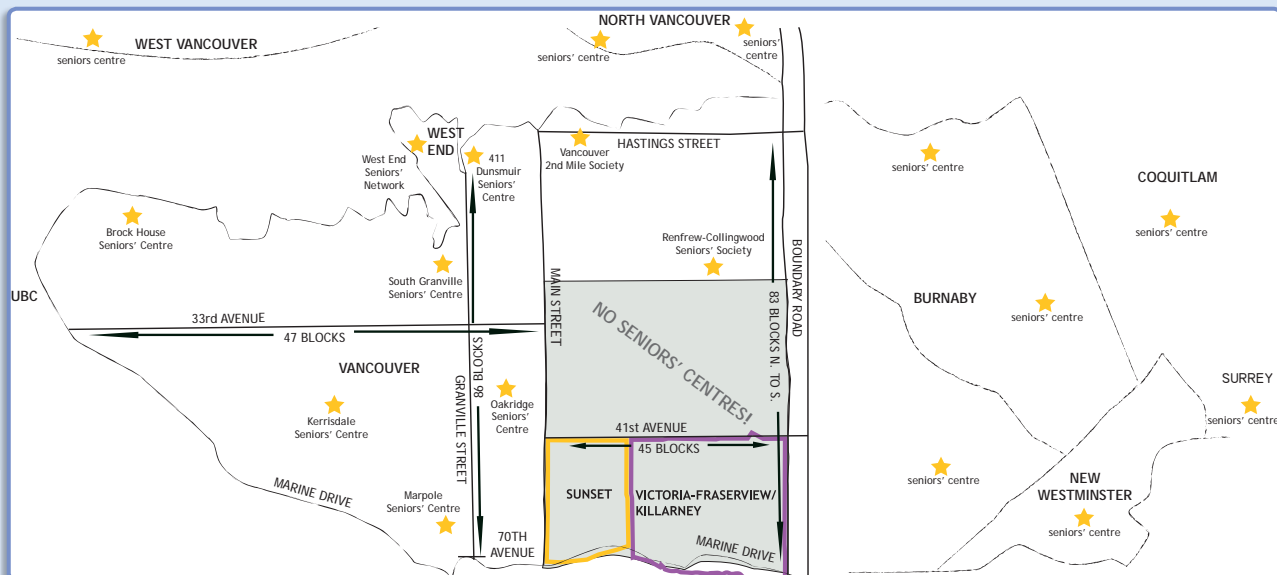 WEST VANCOUVER
seniors centre
NORTH VANCOUVER
seniors' centre
seniors'
centre
WEST
END
West End
Seniors'
Network
411
Dunsmuir
Seniors'
Centre
Vancouver
2nd Mile Society
HASTINGS STREET
seniors' centre
COQUITLAM
seniors' centre
Brock House
Seniors' Centre
South Granville
Seniors' Centre
Renfrew-Collingwood
Seniors' Society
MAIN STREET
BOUNDARY ROAD
UBC
33rd AVENUE
47 BLOCKS
NO SENIORS' CENTRES!
83 BLOCKS N. TO S.
BURNABY
seniors' centre
VANCOUVER
98 BLOCKS
GRANVILLE STREET
Kerrisdale
Seniors' Centre
Oakridge
Seniors'
Centre
SURREY
seniors' centre
41st AVENUE
45 BLOCKS
SUNSET
VICTORIA-FRASERVIEW/
KILLARNEY
seniors' centre
NEW
WESTMINSTER
seniors' centre
MARINE DRIVE
Marpole
Seniors' Centre
70TH
AVENUE
MARINE DRIVE